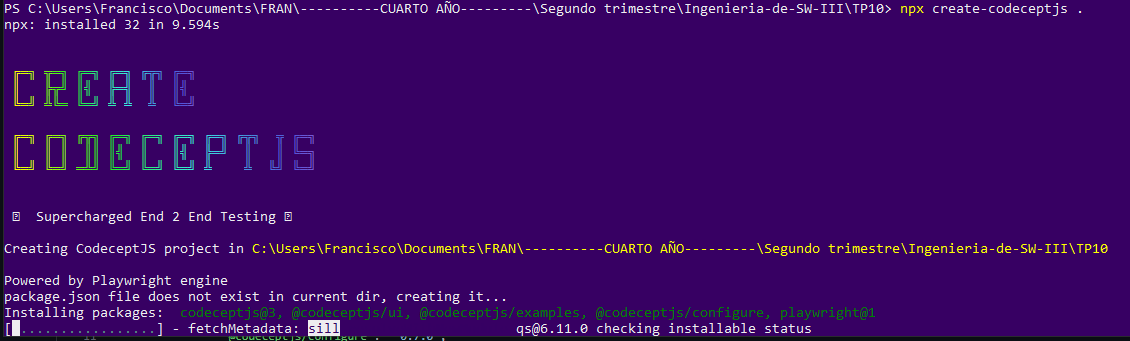 PS C:\Users\Francisco\Documents\FRAN\----------CUARTO AÑO---------\Segundo trimestre\Ingenieria-de-SW-III\TP10> npx create-codeceptjs .
npx: installed 32 in 9.594s
CREATE
CODECEPTJS
Supercharged End 2 End Testing
Creating CodeceptJS project in C:\Users\Francisco\Documents\FRAN\----------CUARTO AÑO---------\Segundo trimestre\Ingenieria-de-SW-III\TP10
Powered by Playwright engine
package.json file does not exist in current dir, creating it...
Installing packages: codeceptjs@3, @codeceptjs/ui, @codeceptjs/examples, @codeceptjs/configure, playwright@1
[ .................] - fetchMetadata: sill qs@6.11.0 checking installable status